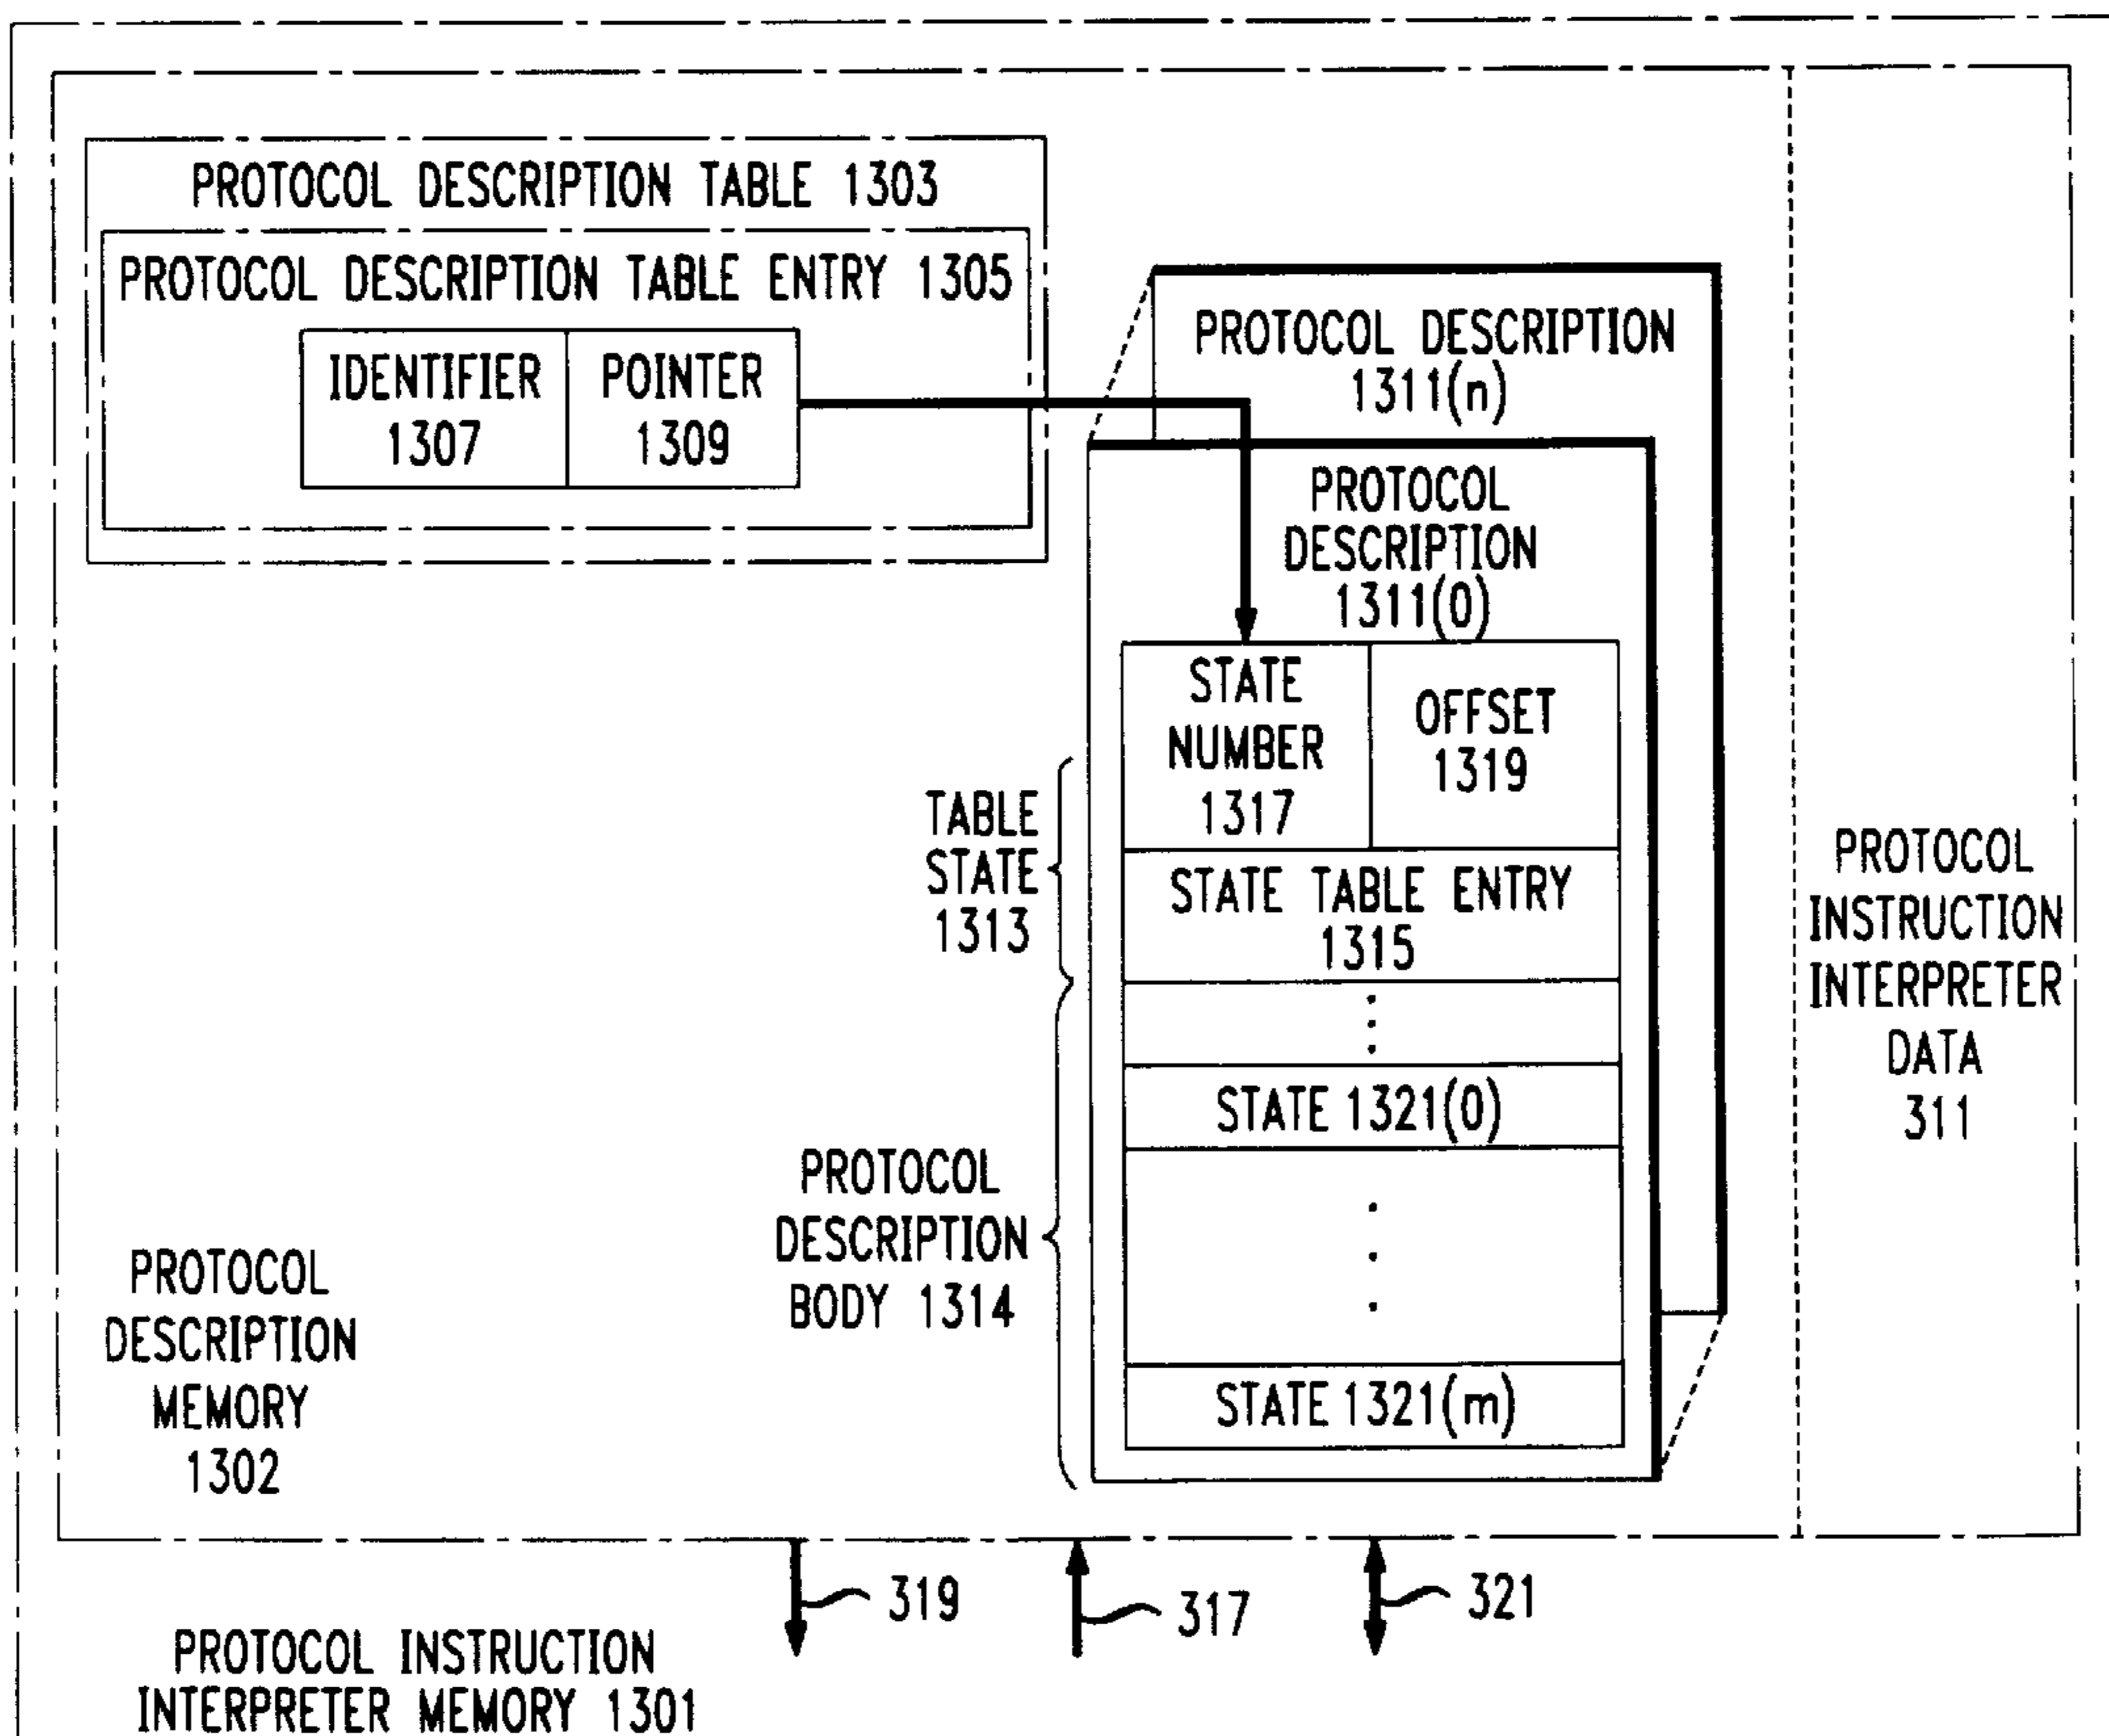 PROTOCOL DESCRIPTION TABLE 1303
PROTOCOL DESCRIPTION TABLE ENTRY 1305
IDENTIFIER
1307
POINTER
1309
PROTOCOL DESCRIPTION
1311(n)
PROTOCOL
DESCRIPTION
1311(0)
STATE
NUMBER
1317
OFFSET
1319
TABLE
STATE
1313
STATE TABLE ENTRY
1315
STATE 1321(0)
PROTOCOL
DESCRIPTION
BODY 1314
STATE 1321(m)
PROTOCOL
INSTRUCTION
INTERPRETER
DATA
311
PROTOCOL
DESCRIPTION
MEMORY
1302
319
317
321
PROTOCOL INSTRUCTION
INTERPRETER MEMORY 1301